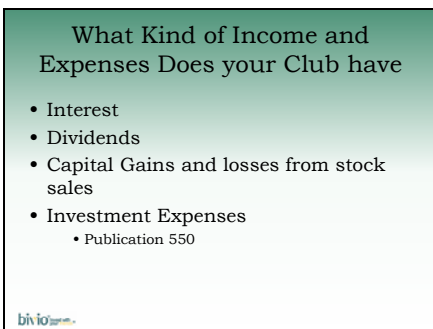 What Kind of Income and
Expenses Does your Club have
• Interest
• Dividends
• Capital Gains and losses from stock
sales
• Investment Expenses
• Publication 550
bivio